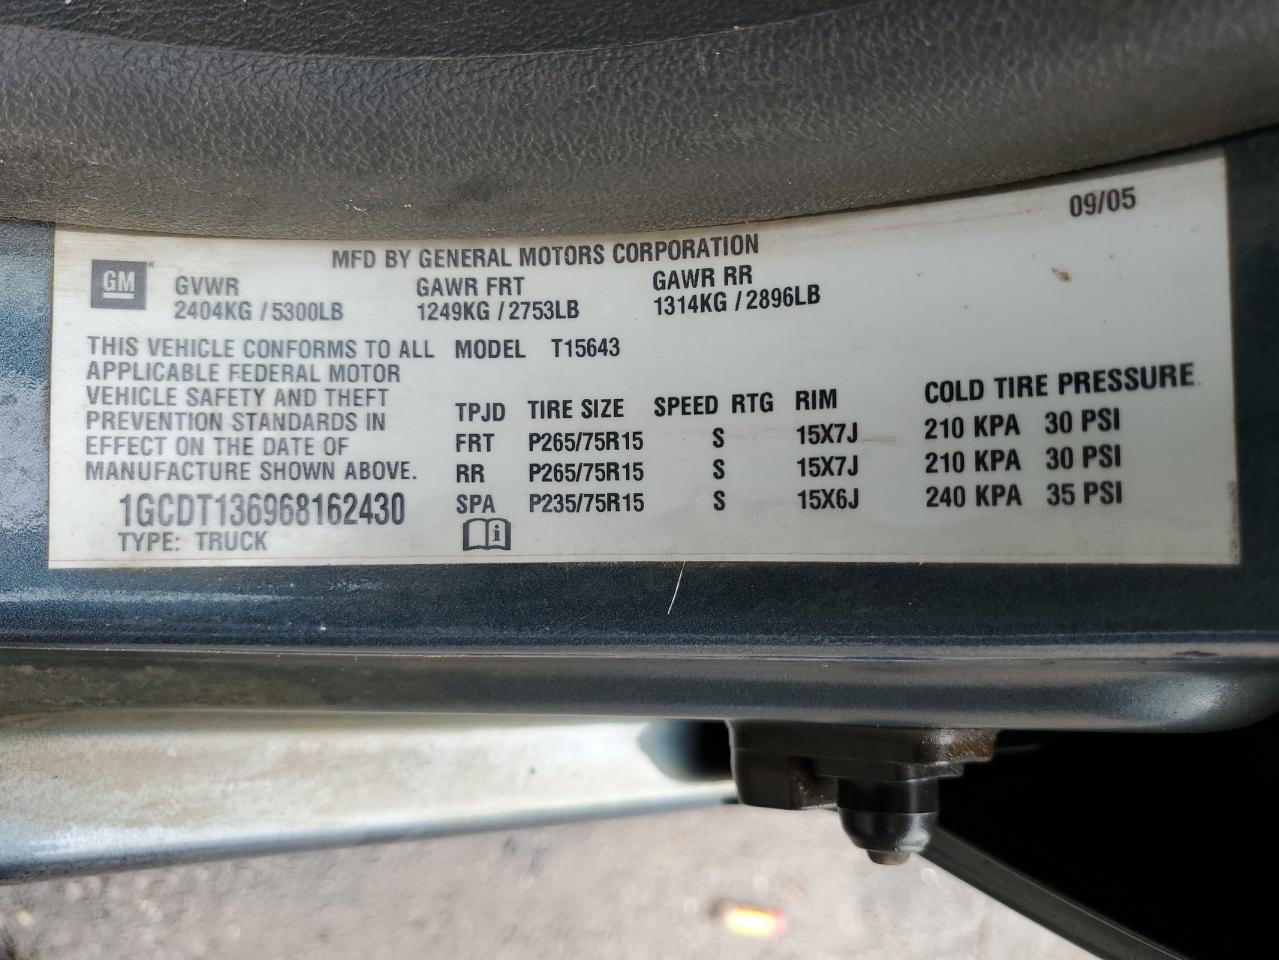 09/05
MFD BY GENERAL MOTORS CORPORATION
GM
GVWR GAWR FRT GAWR RR
2404KG / 5300LB 1249KG / 2753LB 1314KG / 2896LB
THIS VEHICLE CONFORMS TO ALL
APPLICABLE FEDERAL MOTOR
VEHICLE SAFETY AND THEFT
PREVENTION STANDARDS IN
EFFECT ON THE DATE OF
MANUFACTURE SHOWN ABOVE.
1GCDT136968162430
TYPE: TRUCK
MODEL T15643
TPJD TIRE SIZE SPEED RTG RIM COLD TIRE PRESSURE
FRT P265/75R15 S 15X7J 210 KPA 30 PSI
RR P265/75R15 S 15X7J 210 KPA 30 PSI
SPA P235/75R15 S 15X6J 240 KPA 35 PSI
i